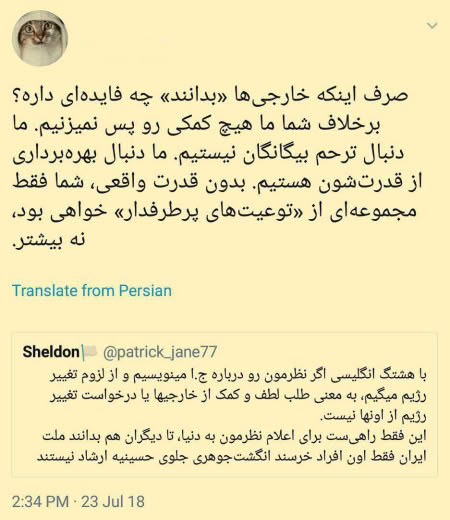 صرف اینکه خارجی‌ها «بدانند» چه فایده‌ای داره؟
برخلاف شما ما هیچ کمکی رو پس نمیزنیم. ما
دنبال ترحم بیگانگان نیستیم. ما دنبال بهره‌برداری
از قدرت‌شون هستیم. بدون قدرت واقعی، شما فقط
مجموعه‌ای از «توعیت‌های پرطرفدار» خواهی بود،
نه بیشتر.
Translate from Persian
Sheldon🏳️ @patrick_jane77
با هشتگ انگلیسی اگر نظرمون رو درباره ج.ا مینویسیم و از لزوم تغییر
رژیم میگیم، به معنی طلب لطف و کمک از خارجیها یا درخواست تغییر
رژیم از اونها نیست.
این فقط راهی‌ست برای اعلام نظرمون به دنیا، تا دیگران هم بدانند ملت
ایران فقط اون افراد خرسند انگشت‌جوهری جلوی حسینیه ارشاد نیستند
2:34 PM · 23 Jul 18